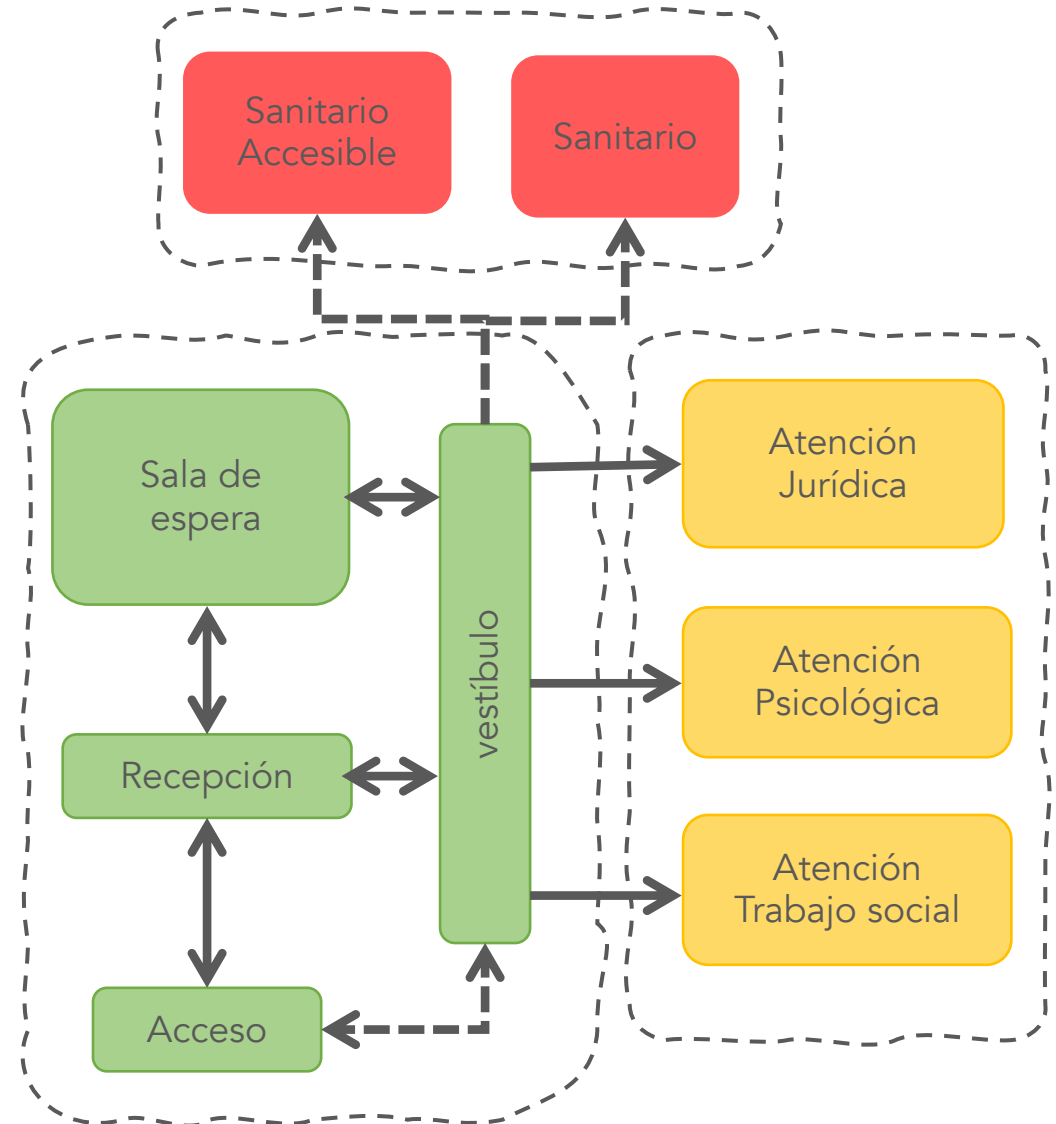 Sanitario
Accesible
Sanitario
Sala de
espera
vestíbulo
Recepción
Acceso
Atención
Jurídica
Atención
Psicológica
Atención
Trabajo social